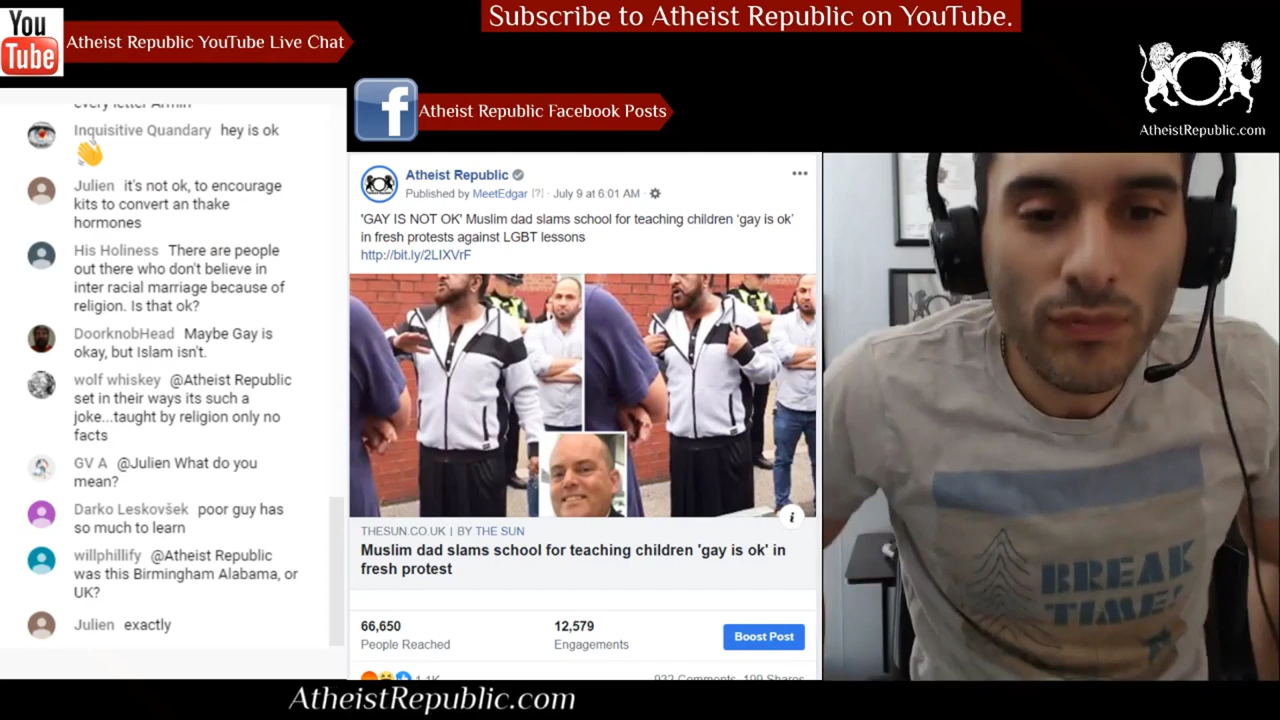 Subscribe to Atheist Republic on YouTube.
You
Tube
Atheist Republic YouTube Live Chat
f
Atheist Republic Facebook Posts
AtheistRepublic.com
every letter Armin
Inquisitive Quandary hey is ok
Julien it's not ok, to encourage
kits to convert an thake
hormones
His Holiness There are people
out there who don't believe in
inter racial marriage because of
religion. Is that ok?
DoorknobHead Maybe Gay is
okay, but Islam isn't.
wolf whiskey @Atheist Republic
set in their ways its such a
joke...taught by religion only no
facts
GV A @Julien What do you
mean?
Darko Leskovšek poor guy has
so much to learn
willphillify @Atheist Republic
was this Birmingham Alabama, or
UK?
Julien exactly
Atheist Republic
Published by MeetEdgar [?] · July 9 at 6:01 AM ·
'GAY IS NOT OK' Muslim dad slams school for teaching children ‘gay is ok’
in fresh protests against LGBT lessons
http://bit.ly/2LIXVrF
THESUN.CO.UK | BY THE SUN
Muslim dad slams school for teaching children 'gay is ok' in
fresh protest
66,650
People Reached
12,579
Engagements
Boost Post
1.1K
932 Comments 199 Shares
BREAK
TIME!
AtheistRepublic.com